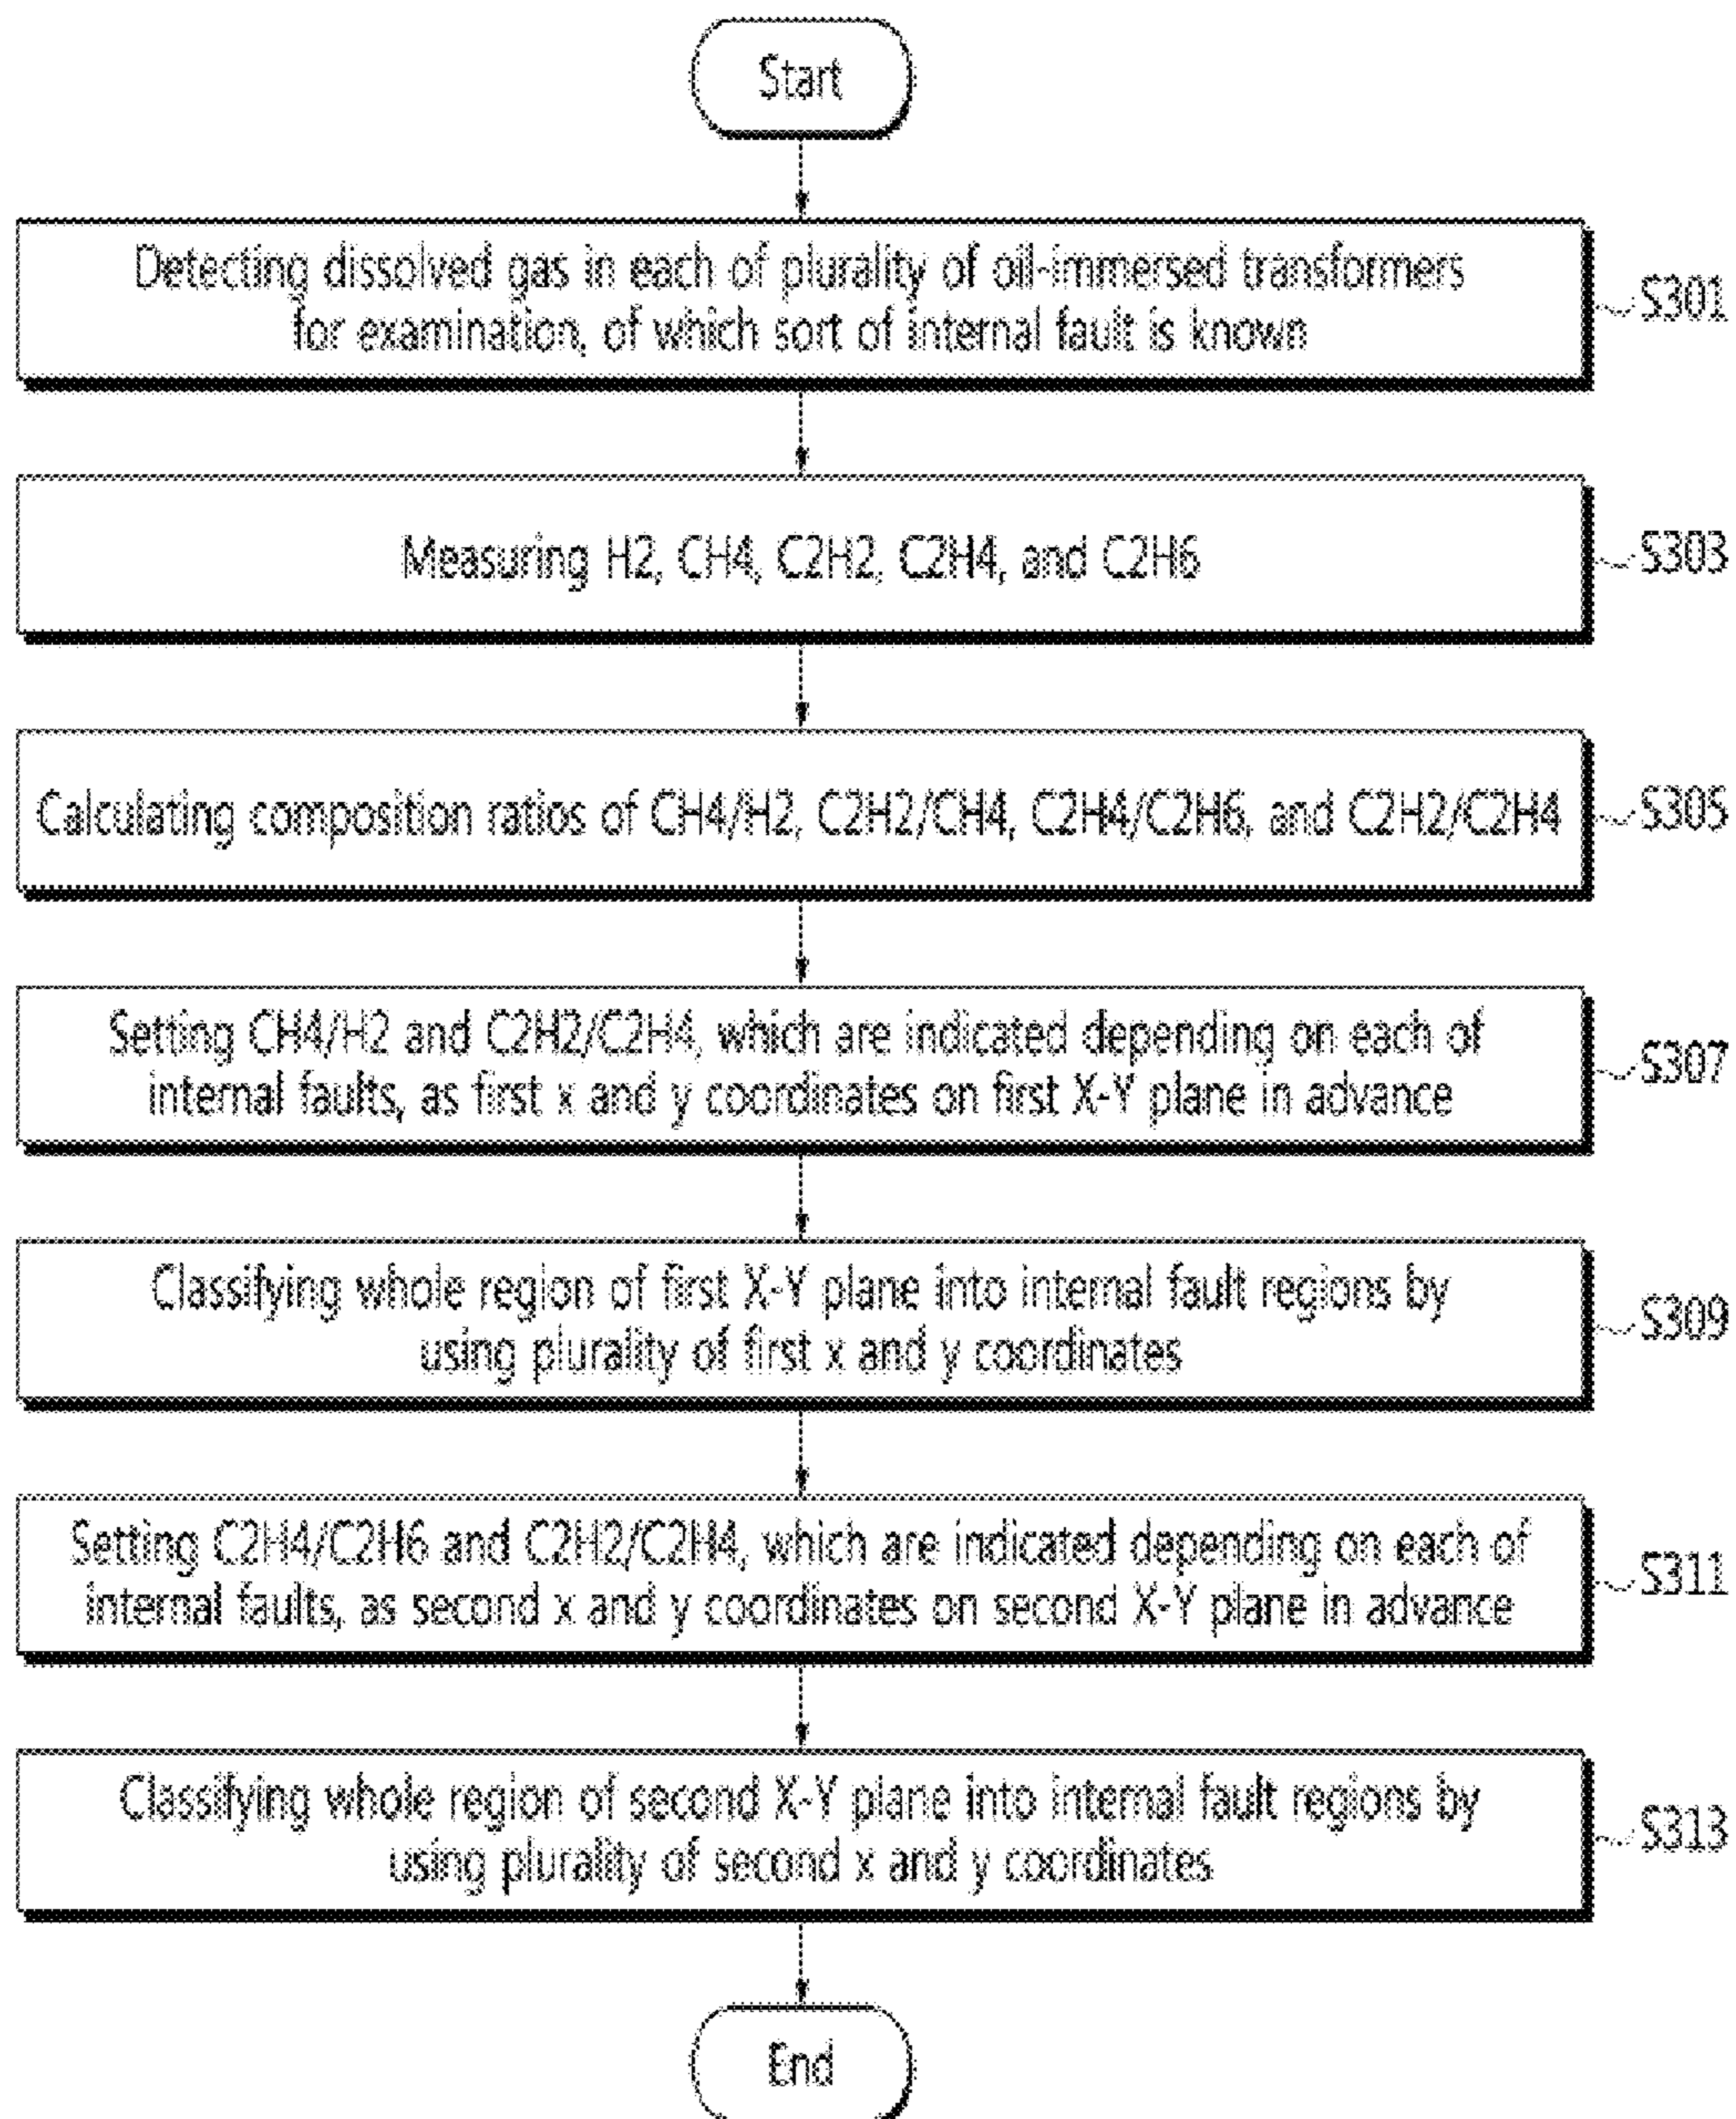 Start
Detecting dissolved gas in each of plurality of oil-immersed transformers
for examination, of which sort of internal fault is known
S301
Measuring H2, CH4, C2H2, C2H4, and C2H6
S303
Calculating composition ratios of CH4/H2, C2H2/CH4, C2H4/C2H6, and C2H2/C2H4
S305
Setting CH4/H2 and C2H2/C2H4, which are indicated depending on each of
internal faults, as first x and y coordinates on first X-Y plane in advance
S307
Classifying whole region of first X-Y plane into internal fault regions by
using plurality of first x and y coordinates
S309
Setting C2H4/C2H6 and C2H2/C2H4, which are indicated depending on each of
internal faults, as second x and y coordinates on second X-Y plane in advance
S311
Classifying whole region of second X-Y plane into internal fault regions by
using plurality of second x and y coordinates
S313
End